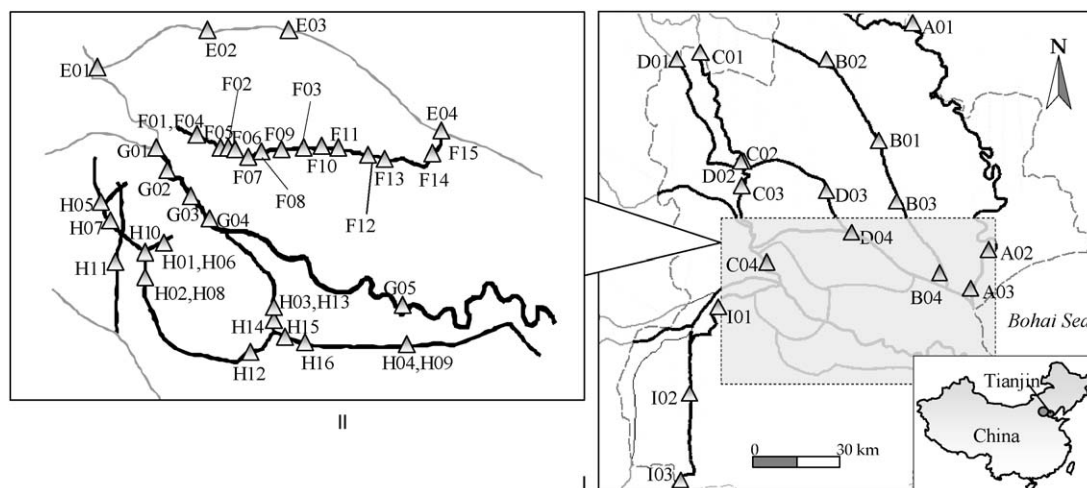 E03
E02
E01
F02
F03
E04
F01,F04
F05
F06
F09
F11
F15
G01
F10
F07
F13
F14
G02
F08
H05
G03
G04
F12
H07
H10
H01,H06
H11
H02,H08
G05
H03,H13
H14
H15
H16
H12
H04,H09
II
A01
N
D01
C01
B02
B01
C02
D02
C03
D03
B03
D04
A02
C04
B04
A03
I01
Bohai Sea
Tianjin
I02
China
0
30 km
I03
I